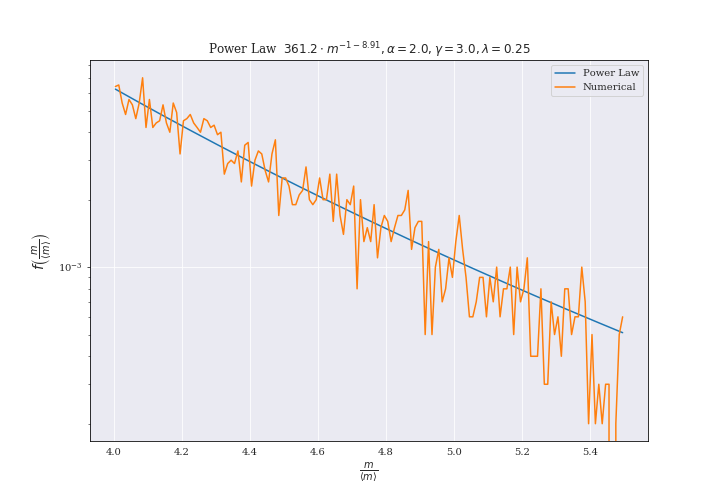 Power Law 361.2 · m^{−1−8.91}, α = 2.0, γ = 3.0, λ = 0.25
Power Law
Numerical
f(m/⟨m⟩)
10^{−3}
4.0 4.2 4.4 4.6 4.8 5.0 5.2 5.4
m/⟨m⟩